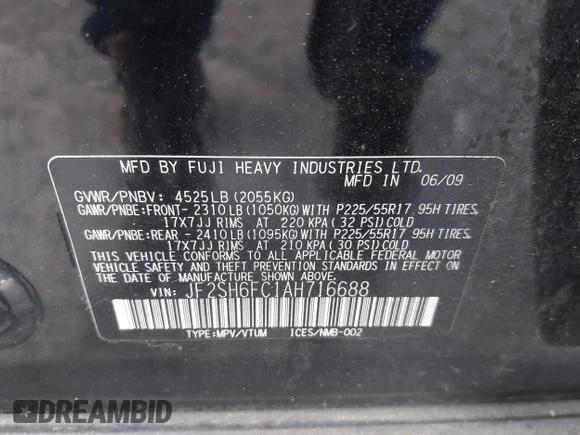 MFD BY FUJI HEAVY INDUSTRIES LTD.
MFD IN 06/09
GVWR/PNBV: 4525LB (2055KG)
GAWR/PNBE:FRONT- 2310LB (1050KG) WITH P225/55R17 95H TIRES,
17X7JJ RIMS AT 220 KPA (32 PSI) COLD
GAWR/PNBE:REAR - 2410LB (1095KG) WITH P225/55R17 95H TIRES,
17X7JJ RIMS AT 210 KPA (30 PSI) COLD
THIS VEHICLE CONFORMS TO ALL APPLICABLE FEDERAL MOTOR
VEHICLE SAFETY AND THEFT PREVENTION STANDARDS IN EFFECT
ON THE DATE OF MANUFACTURE SHOWN ABOVE.
VIN: JF2SH6FC1AH716688
TYPE:MPV/VTUM ICES/NMB-002
DREAMBID